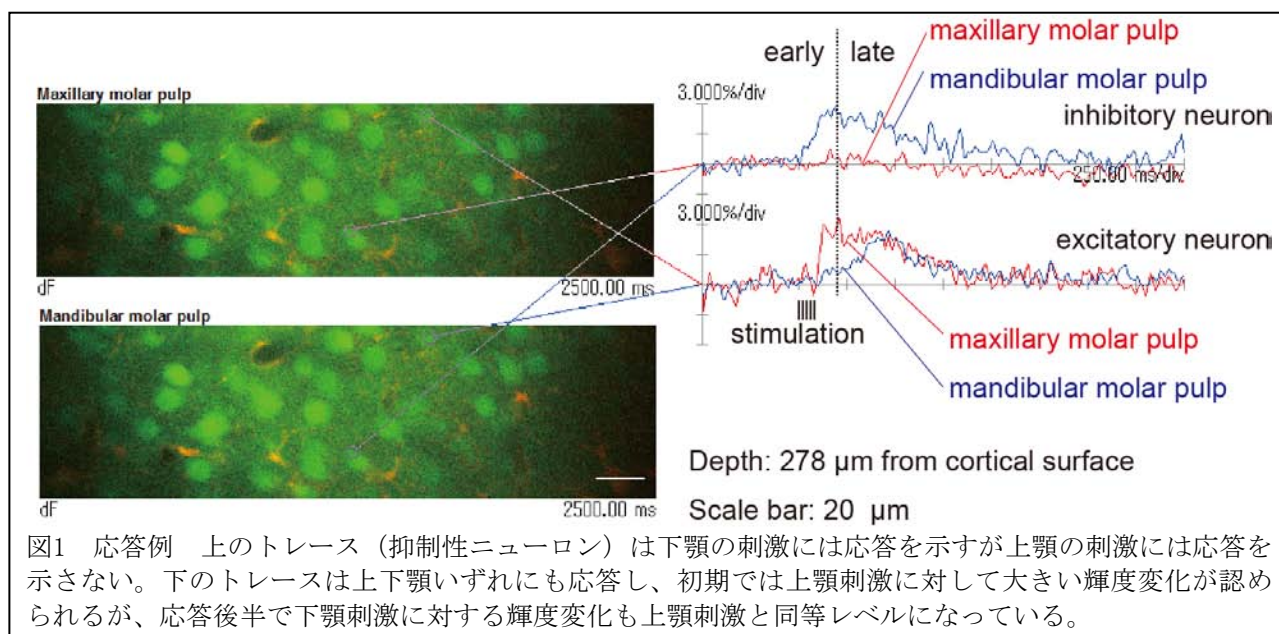 early late
maxillary molar pulp
mandibular molar pulp
Maxillary molar pulp
3.000%/div
inhibitory neuron
250.00 ms/div
3.000%/div
excitatory neuron
dF 2500.00 ms
Mandibular molar pulp
stimulation
maxillary molar pulp
mandibular molar pulp
Depth: 278 μm from cortical surface
dF 2500.00 ms
Scale bar: 20 μm
図1 応答例 上のトレース（抑制性ニューロン）は下顎の刺激には応答を示すが上顎の刺激には応答を
示さない。下のトレースは上下顎いずれにも応答し、初期では上顎刺激に対して大きい輝度変化が認め
られるが、応答後半で下顎刺激に対する輝度変化も上顎刺激と同等レベルになっている。